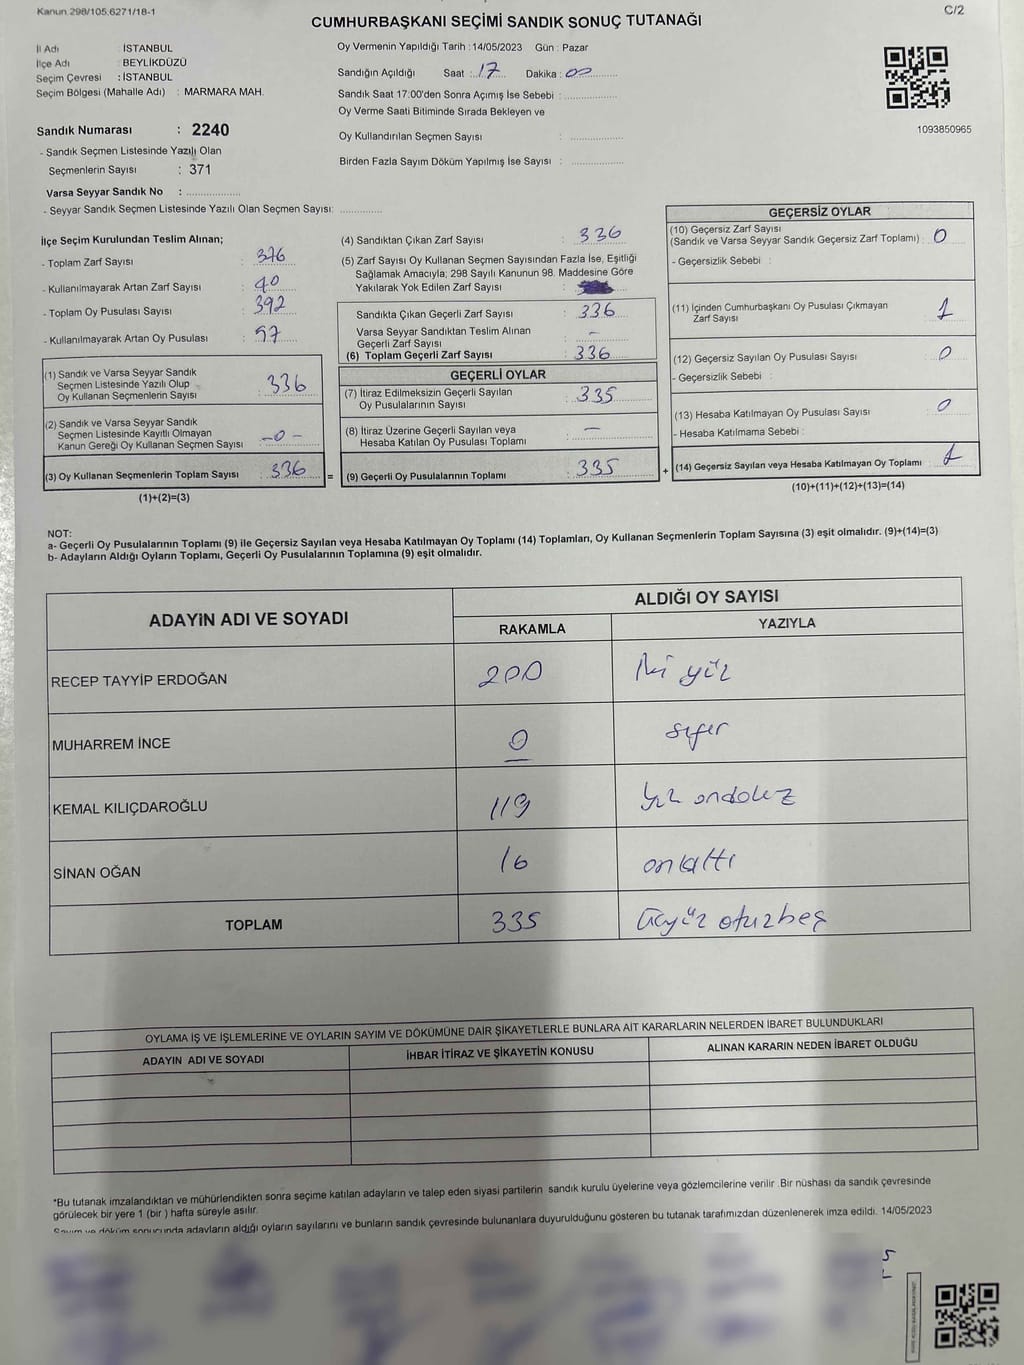 Kanun 298/105,6271/18-1
C/2
CUMHURBAŞKANI SEÇİMİ SANDIK SONUÇ TUTANAĞI
İl Adı : İSTANBUL
İlçe Adı : BEYLİKDÜZÜ
Seçim Çevresi : İSTANBUL
Seçim Bölgesi (Mahalle Adı) : MARMARA MAH.
Sandık Numarası : 2240
- Sandık Seçmen Listesinde Yazılı Olan
Seçmenlerin Sayısı : 371
Varsa Seyyar Sandık No :
- Seyyar Sandık Seçmen Listesinde Yazılı Olan Seçmen Sayısı:
Oy Vermenin Yapıldığı Tarih : 14/05/2023 Gün : Pazar
Sandığın Açıldığı Saat : 17 Dakika : 00
Sandık Saat 17:00'den Sonra Açımış İse Sebebi :
Oy Verme Saati Bitiminde Sırada Bekleyen ve
Oy Kullandırılan Seçmen Sayısı :
Birden Fazla Sayım Döküm Yapılmış İse Sayısı :
1093850965
İlçe Seçim Kurulundan Teslim Alınan;
- Toplam Zarf Sayısı : 376
- Kullanılmayarak Artan Zarf Sayısı : 40
- Toplam Oy Pusulası Sayısı : 392
- Kullanılmayarak Artan Oy Pusulası : 57
(1) Sandık ve Varsa Seyyar Sandık
Seçmen Listesinde Yazılı Olup
Oy Kullanan Seçmenlerin Sayısı : 336
(2) Sandık ve Varsa Seyyar Sandık
Seçmen Listesinde Kayıtlı Olmayan
Kanun Gereği Oy Kullanan Seçmen Sayısı : -0-
(3) Oy Kullanan Seçmenlerin Toplam Sayısı : 336 =
(1)+(2)=(3)
(4) Sandıktan Çıkan Zarf Sayısı : 336
(5) Zarf Sayısı Oy Kullanan Seçmen Sayısından Fazla İse, Eşitliği
Sağlamak Amacıyla; 298 Sayılı Kanunun 98. Maddesine Göre
Yakılarak Yok Edilen Zarf Sayısı :
Sandıkta Çıkan Geçerli Zarf Sayısı : 336
Varsa Seyyar Sandıktan Teslim Alınan
Geçerli Zarf Sayısı : -
(6) Toplam Geçerli Zarf Sayısı : 336
GEÇERLİ OYLAR
(7) İtiraz Edilmeksizin Geçerli Sayılan
Oy Pusulalarının Sayısı : 335
(8) İtiraz Üzerine Geçerli Sayılan veya
Hesaba Katılan Oy Pusulası Toplamı : -
(9) Geçerli Oy Pusulalarının Toplamı : 335 +
GEÇERSİZ OYLAR
(10) Geçersiz Zarf Sayısı
(Sandık ve Varsa Seyyar Sandık Geçersiz Zarf Toplamı) : 0
- Geçersizlik Sebebi :
(11) İçinden Cumhurbaşkanı Oy Pusulası Çıkmayan
Zarf Sayısı : 1
(12) Geçersiz Sayılan Oy Pusulası Sayısı : 0
- Geçersizlik Sebebi :
(13) Hesaba Katılmayan Oy Pusulası Sayısı : 0
- Hesaba Katılmama Sebebi :
(14) Geçersiz Sayılan veya Hesaba Katılmayan Oy Toplamı : 1
(10)+(11)+(12)+(13)=(14)
NOT:
a- Geçerli Oy Pusulalarının Toplamı (9) ile Geçersiz Sayılan veya Hesaba Katılmayan Oy Toplamı (14) Toplamları, Oy Kullanan Seçmenlerin Toplam Sayısına (3) eşit olmalıdır. (9)+(14)=(3)
b- Adayların Aldığı Oyların Toplamı, Geçerli Oy Pusulalarının Toplamına (9) eşit olmalıdır.
ADAYIN ADI VE SOYADI
ALDIĞI OY SAYISI
RAKAMLA YAZIYLA
RECEP TAYYİP ERDOĞAN 200 iki yüz
MUHARREM İNCE 0 sıfır
KEMAL KILIÇDAROĞLU 119 yüz ondokuz
SİNAN OĞAN 16 onaltı
TOPLAM 335 üçyüz otuzbeş
OYLAMA İŞ VE İŞLEMLERİNE VE OYLARIN SAYIM VE DÖKÜMÜNE DAİR ŞİKAYETLERLE BUNLARA AİT KARARLARIN NELERDEN İBARET BULUNDUKLARI
ADAYIN ADI VE SOYADI İHBAR İTİRAZ VE ŞİKAYETİN KONUSU ALINAN KARARIN NEDEN İBARET OLDUĞU
*Bu tutanak imzalandıktan ve mühürlendikten sonra seçime katılan adayların ve talep eden siyasi partilerin sandık kurulu üyelerine veya gözlemcilerine verilir .Bir nüshası da sandık çevresinde
görülecek bir yere 1 (bir ) hafta süreyle asılır.
Sayım ve döküm sonucunda adayların aldığı oyların sayılarını ve bunların sandık çevresinde bulunanlara duyurulduğunu gösteren bu tutanak tarafımızdan düzenlenerek imza edildi. 14/05/2023